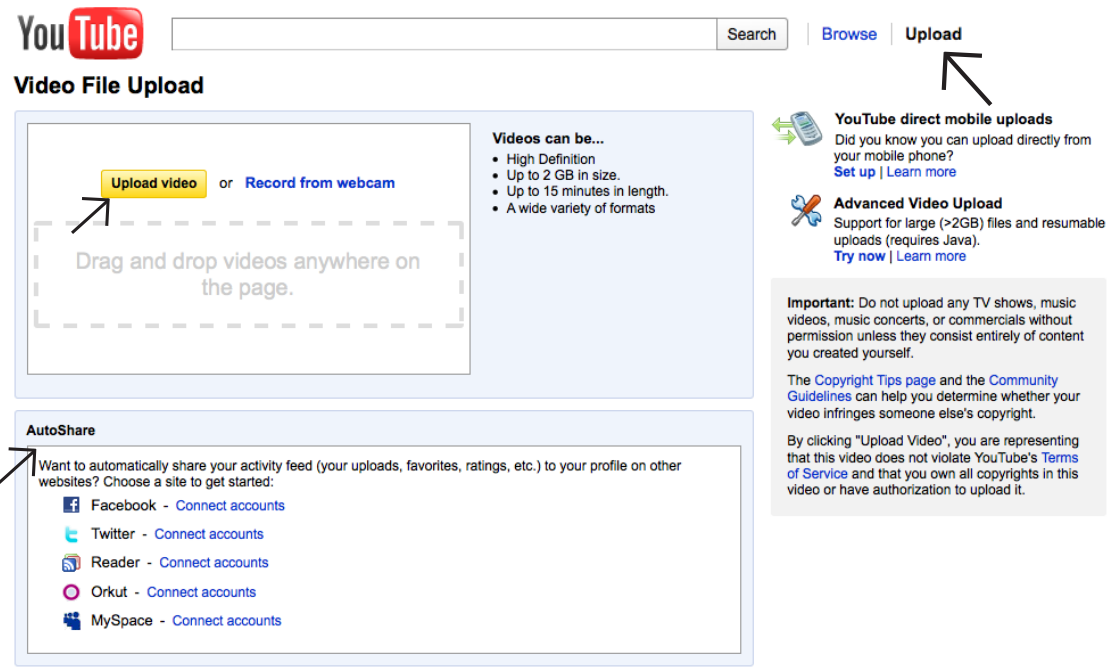 YouTube
Search
Browse
Upload
Video File Upload
Upload video or Record from webcam
Drag and drop videos anywhere on
the page.
Videos can be...
• High Definition
• Up to 2 GB in size.
• Up to 15 minutes in length.
• A wide variety of formats
AutoShare
Want to automatically share your activity feed (your uploads, favorites, ratings, etc.) to your profile on other
websites? Choose a site to get started:
Facebook - Connect accounts
Twitter - Connect accounts
Reader - Connect accounts
Orkut - Connect accounts
MySpace - Connect accounts
YouTube direct mobile uploads
Did you know you can upload directly from
your mobile phone?
Set up | Learn more
Advanced Video Upload
Support for large (>2GB) files and resumable
uploads (requires Java).
Try now | Learn more
Important: Do not upload any TV shows, music
videos, music concerts, or commercials without
permission unless they consist entirely of content
you created yourself.
The Copyright Tips page and the Community
Guidelines can help you determine whether your
video infringes someone else's copyright.
By clicking "Upload Video", you are representing
that this video does not violate YouTube's Terms
of Service and that you own all copyrights in this
video or have authorization to upload it.